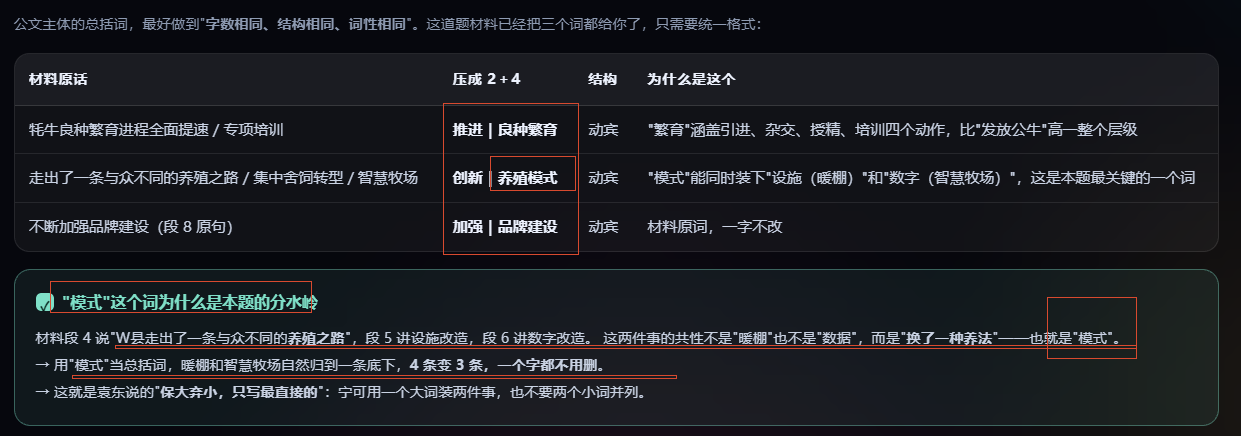 公文主体的总括词，最好做到"字数相同、结构相同、词性相同"。这道题材料已经把三个词都给你了，只需要统一格式：
材料原话 压成 2 + 4 结构 为什么是这个
牦牛良种繁育进程全面提速 / 专项培训 推进 | 良种繁育 动宾 "繁育"涵盖引进、杂交、授精、培训四个动作，比"发放公牛"高一整个层级
走出了一条与众不同的养殖之路 / 集中舍饲转型 / 智慧牧场 创新 | 养殖模式 动宾 "模式"能同时装下"设施（暖棚）"和"数字（智慧牧场）"，这是本题最关键的一个词
不断加强品牌建设（段 8 原句） 加强 | 品牌建设 动宾 材料原词，一字不改
"模式"这个词为什么是本题的分水岭
材料段 4 说"W县走出了一条与众不同的养殖之路"，段 5 讲设施改造，段 6 讲数字改造。 这两件事的共性不是"暖棚"也不是"数据"，而是"换了一种养法"——也就是"模式"。
→ 用"模式"当总括词，暖棚和智慧牧场自然归到一条底下，4 条变 3 条，一个字都不用删。
→ 这就是袁东说的"保大弃小，只写最直接的"：宁可用一个大词装两件事，也不要两个小词并列。